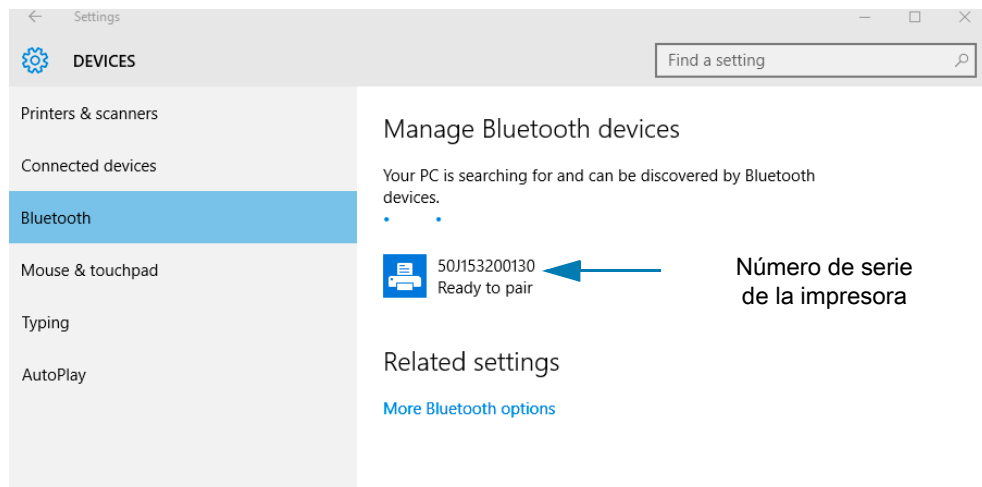 Settings
DEVICES
Find a setting
Printers & scanners
Connected devices
Bluetooth
Mouse & touchpad
Typing
AutoPlay
Manage Bluetooth devices
Your PC is searching for and can be discovered by Bluetooth
devices.
50J153200130
Ready to pair
Número de serie
de la impresora
Related settings
More Bluetooth options